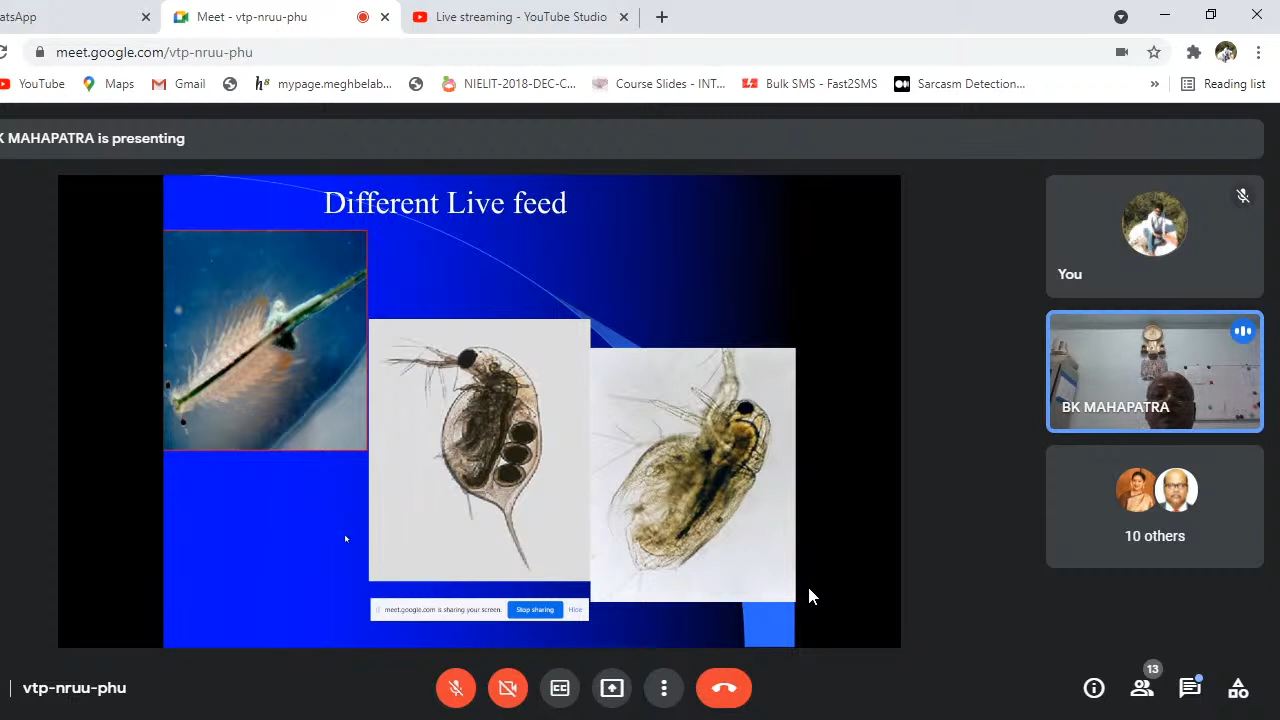 atsApp
Meet - vtp-nruu-phu
Live streaming - YouTube Studio
meet.google.com/vtp-nruu-phu
YouTube
Maps
Gmail
mypage.meghbelab...
NIELIT-2018-DEC-C...
Course Slides - INT...
Bulk SMS - Fast2SMS
Sarcasm Detection...
»
Reading list
K MAHAPATRA is presenting
Different Live feed
You
BK MAHAPATRA
10 others
meet.google.com is sharing your screen.
Stop sharing
Hide
vtp-nruu-phu
13